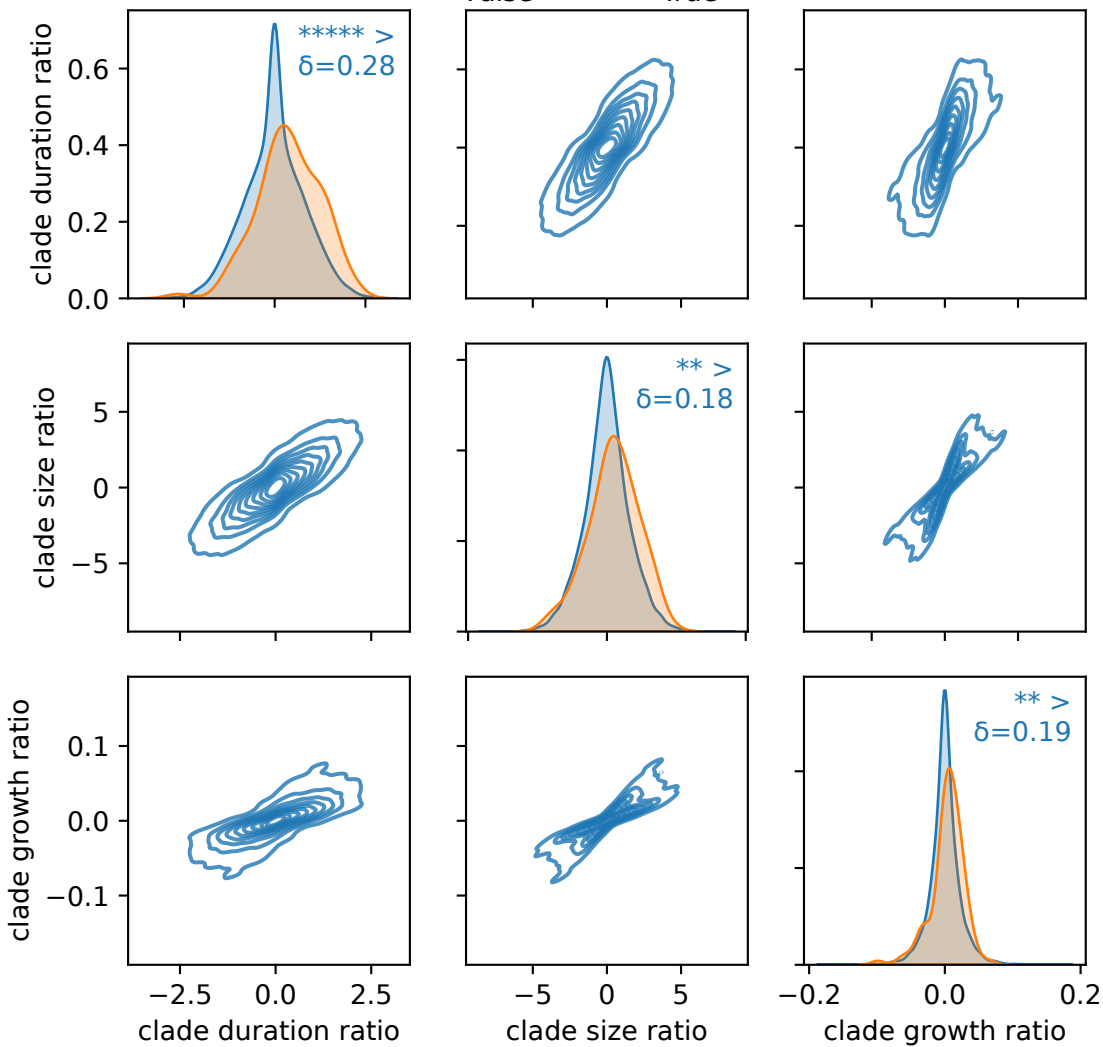 clade duration ratio
0.6
0.4
0.2
0.0
***** >
δ=0.28
clade size ratio
5
0
−5
** >
δ=0.18
clade growth ratio
0.1
0.0
−0.1
** >
δ=0.19
−2.5 0.0 2.5
−5 0 5
−0.2 0.0 0.2
clade duration ratio
clade size ratio
clade growth ratio